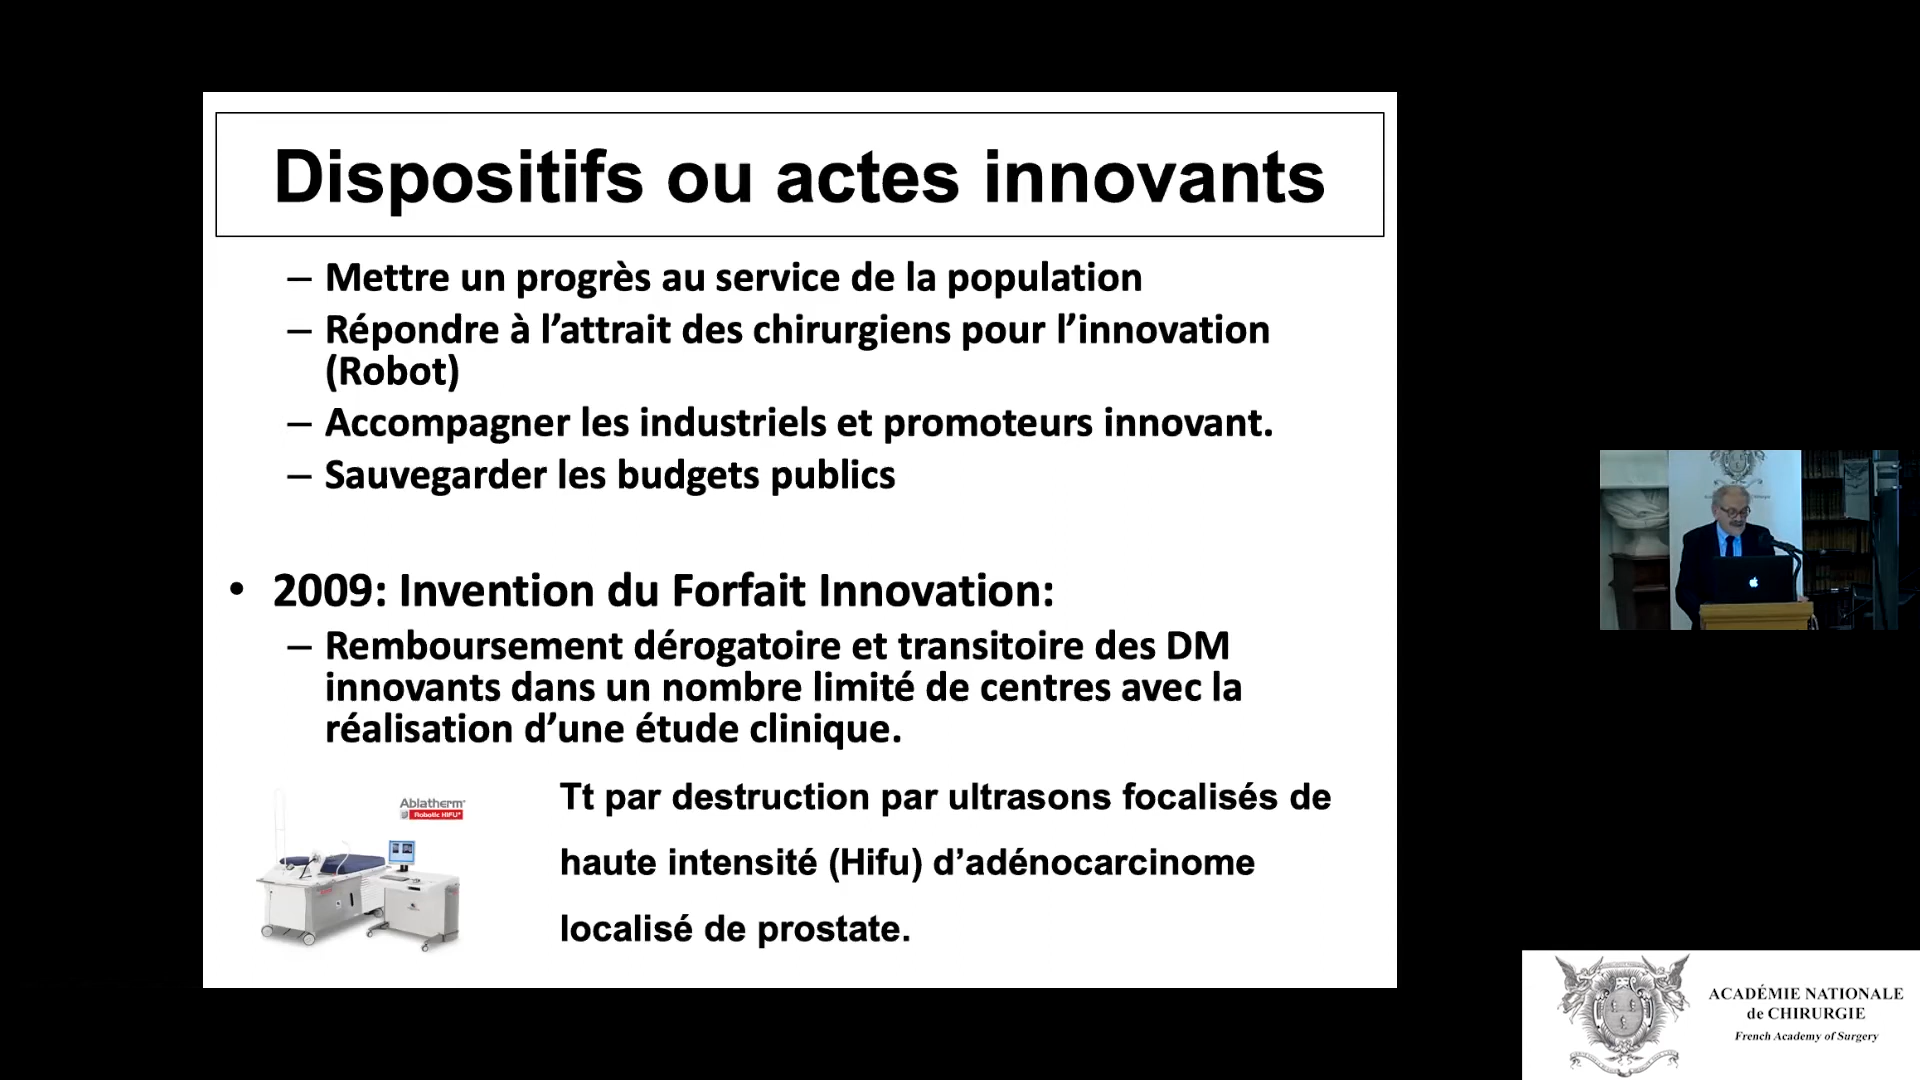 Dispositifs ou actes innovants
– Mettre un progrès au service de la population
– Répondre à l’attrait des chirurgiens pour l’innovation
(Robot)
– Accompagner les industriels et promoteurs innovant.
– Sauvegarder les budgets publics
• 2009: Invention du Forfait Innovation:
– Remboursement dérogatoire et transitoire des DM
innovants dans un nombre limité de centres avec la
réalisation d’une étude clinique.
Ablatherm®
Robotic HIFU®
Tt par destruction par ultrasons focalisés de
haute intensité (Hifu) d’adénocarcinome
localisé de prostate.
ACADÉMIE NATIONALE
de CHIRURGIE
French Academy of Surgery